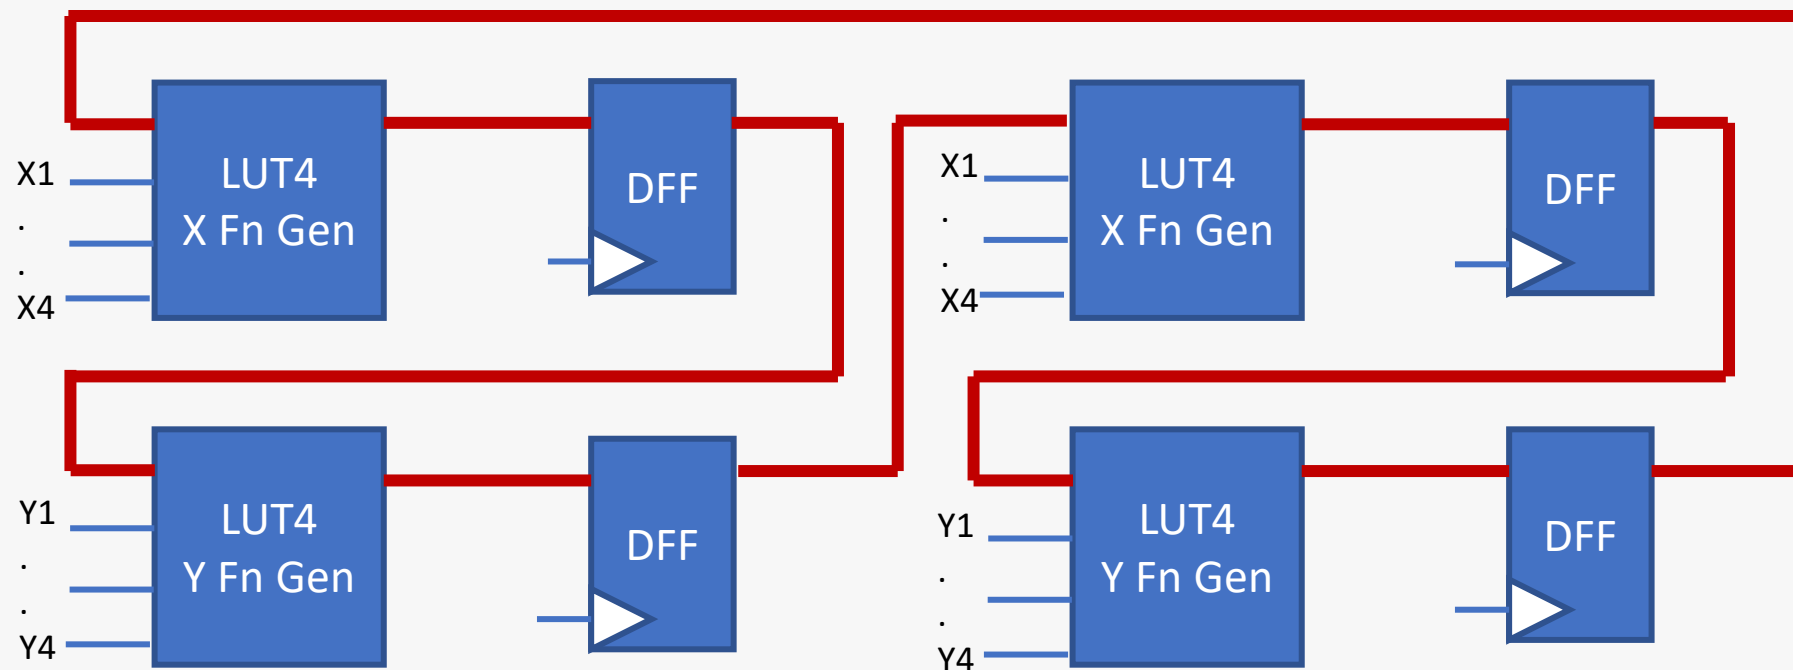 X1
.
.
X4
LUT4
X Fn Gen
DFF
X1
.
.
X4
LUT4
X Fn Gen
DFF
Y1
.
.
Y4
LUT4
Y Fn Gen
DFF
Y1
.
.
Y4
LUT4
Y Fn Gen
DFF